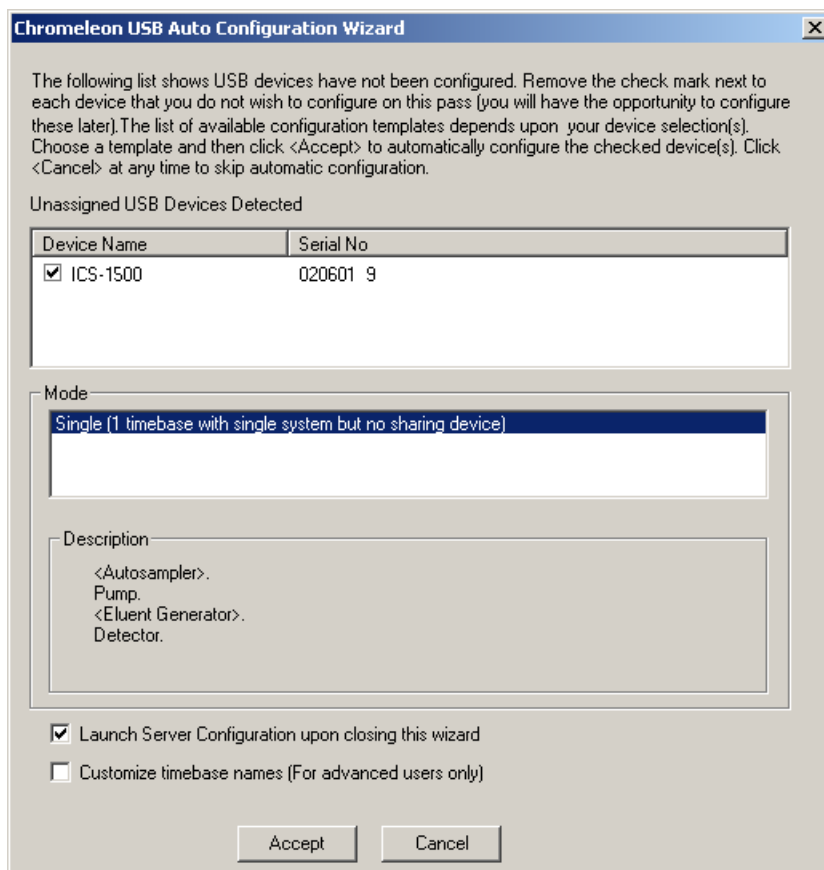 Chromeleon USB Auto Configuration Wizard
The following list shows USB devices have not been configured. Remove the check mark next to
each device that you do not wish to configure on this pass (you will have the opportunity to configure
these later).The list of available configuration templates depends upon your device selection(s).
Choose a template and then click <Accept> to automatically configure the checked device(s). Click
<Cancel> at any time to skip automatic configuration.
Unassigned USB Devices Detected
Device Name Serial No
ICS-1500 020601 9
Mode
Single (1 timebase with single system but no sharing device)
Description
<Autosampler>.
Pump.
<Eluent Generator>.
Detector.
Launch Server Configuration upon closing this wizard
Customize timebase names (For advanced users only)
Accept Cancel